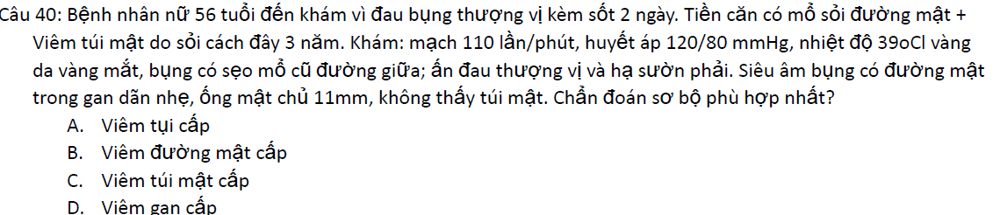 Câu 40: Bệnh nhân nữ 56 tuổi đến khám vì đau bụng thượng vị kèm sốt 2 ngày. Tiền căn có mổ sỏi đường mật +
Viêm túi mật do sỏi cách đây 3 năm. Khám: mạch 110 lần/phút, huyết áp 120/80 mmHg, nhiệt độ 39oCl vàng
da vàng mắt, bụng có sẹo mổ cũ đường giữa; ấn đau thượng vị và hạ sườn phải. Siêu âm bụng có đường mật
trong gan dãn nhẹ, ống mật chủ 11mm, không thấy túi mật. Chẩn đoán sơ bộ phù hợp nhất?
A. Viêm tụi cấp
B. Viêm đường mật cấp
C. Viêm túi mật cấp
D. Viêm gan cấp